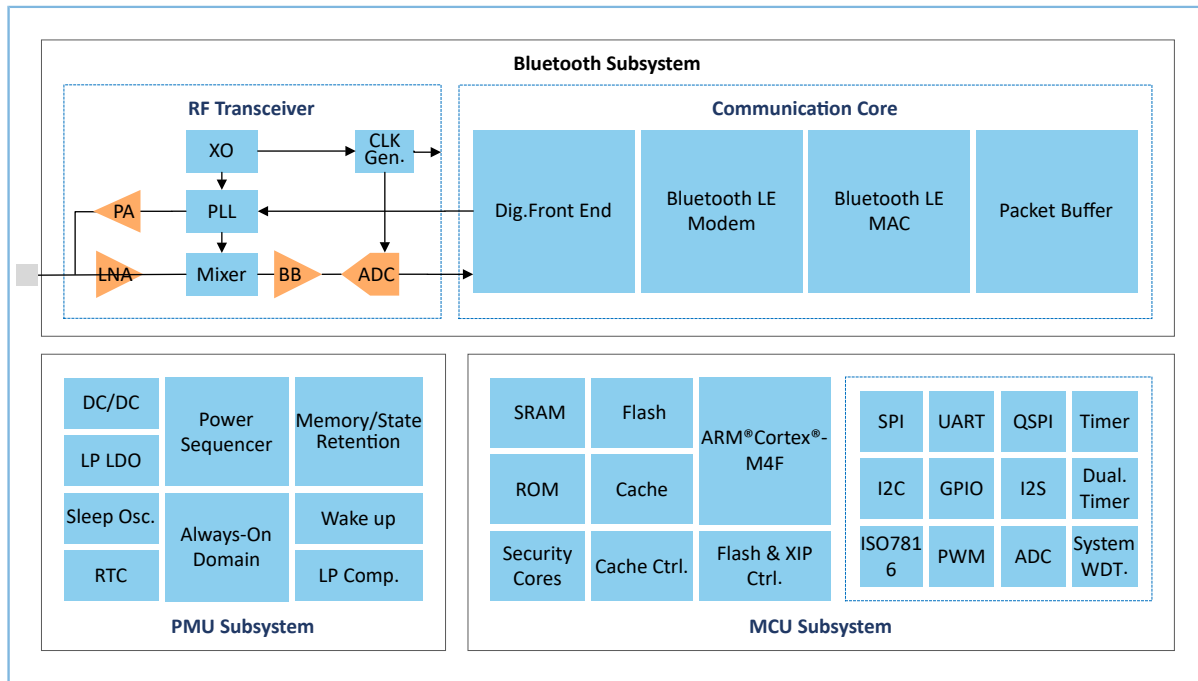 Bluetooth Subsystem
RF Transceiver
Communication Core
XO
CLK
Gen.
PA
PLL
LNA
Mixer
BB
ADC
Dig.Front End
Bluetooth LE
Modem
Bluetooth LE
MAC
Packet Buffer
DC/DC
Power
Sequencer
Memory/State
Retention
LP LDO
Sleep Osc.
Always-On
Domain
Wake up
RTC
LP Comp.
PMU Subsystem
SRAM
Flash
ARM®Cortex®-
M4F
ROM
Cache
Security
Cores
Cache Ctrl.
Flash & XIP
Ctrl.
SPI
UART
QSPI
Timer
I2C
GPIO
I2S
Dual.
Timer
ISO781
6
PWM
ADC
System
WDT.
MCU Subsystem